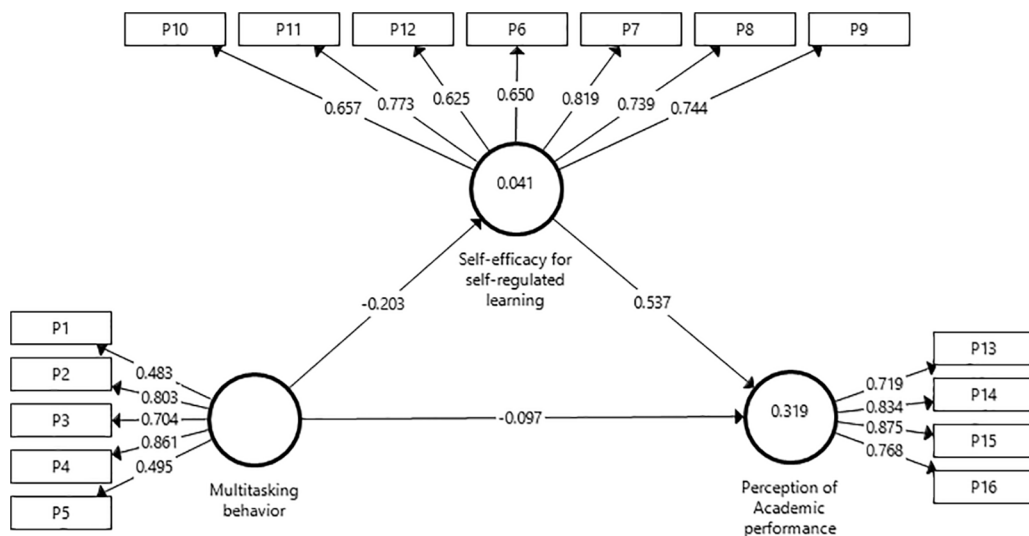 P10
P11
P12
P6
P7
P8
P9
0.657
0.773
0.625
0.650
0.819
0.739
0.744
0.041
Self-efficacy for
self-regulated
learning
-0.203
0.537
P1
P2
P3
P4
P5
0.483
0.803
0.704
0.861
0.495
Multitasking
behavior
-0.097
0.319
Perception of
Academic
performance
0.719
0.834
0.875
0.768
P13
P14
P15
P16